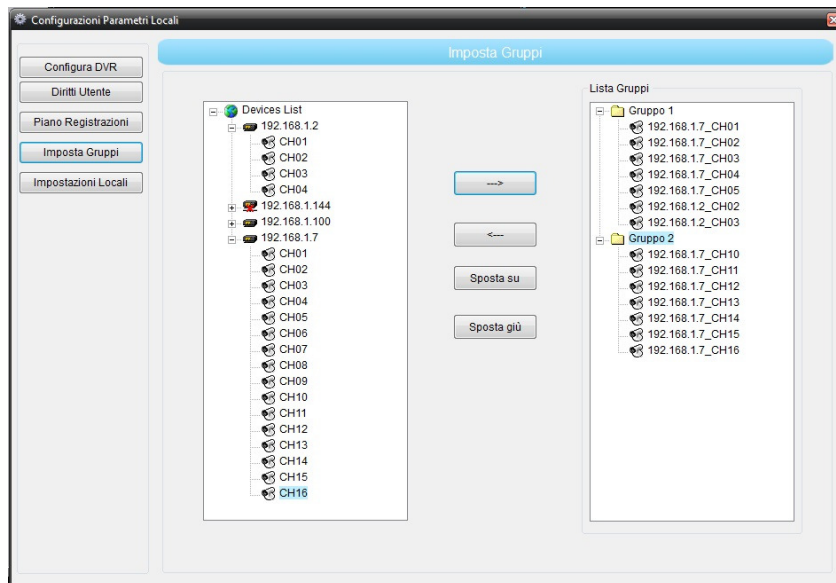 Configurazioni Parametri Locali
Imposta Gruppi
Configura DVR
Diritti Utente
Piano Registrazioni
Imposta Gruppi
Impostazioni Locali
Devices List
192.168.1.2
CH01
CH02
CH03
CH04
192.168.1.144
192.168.1.100
192.168.1.7
CH01
CH02
CH03
CH04
CH05
CH06
CH07
CH08
CH09
CH10
CH11
CH12
CH13
CH14
CH15
CH16
--->
<---
Sposta su
Sposta giù
Lista Gruppi
Gruppo 1
192.168.1.7_CH01
192.168.1.7_CH02
192.168.1.7_CH03
192.168.1.7_CH04
192.168.1.7_CH05
192.168.1.2_CH02
192.168.1.2_CH03
Gruppo 2
192.168.1.7_CH10
192.168.1.7_CH11
192.168.1.7_CH12
192.168.1.7_CH13
192.168.1.7_CH14
192.168.1.7_CH15
192.168.1.7_CH16